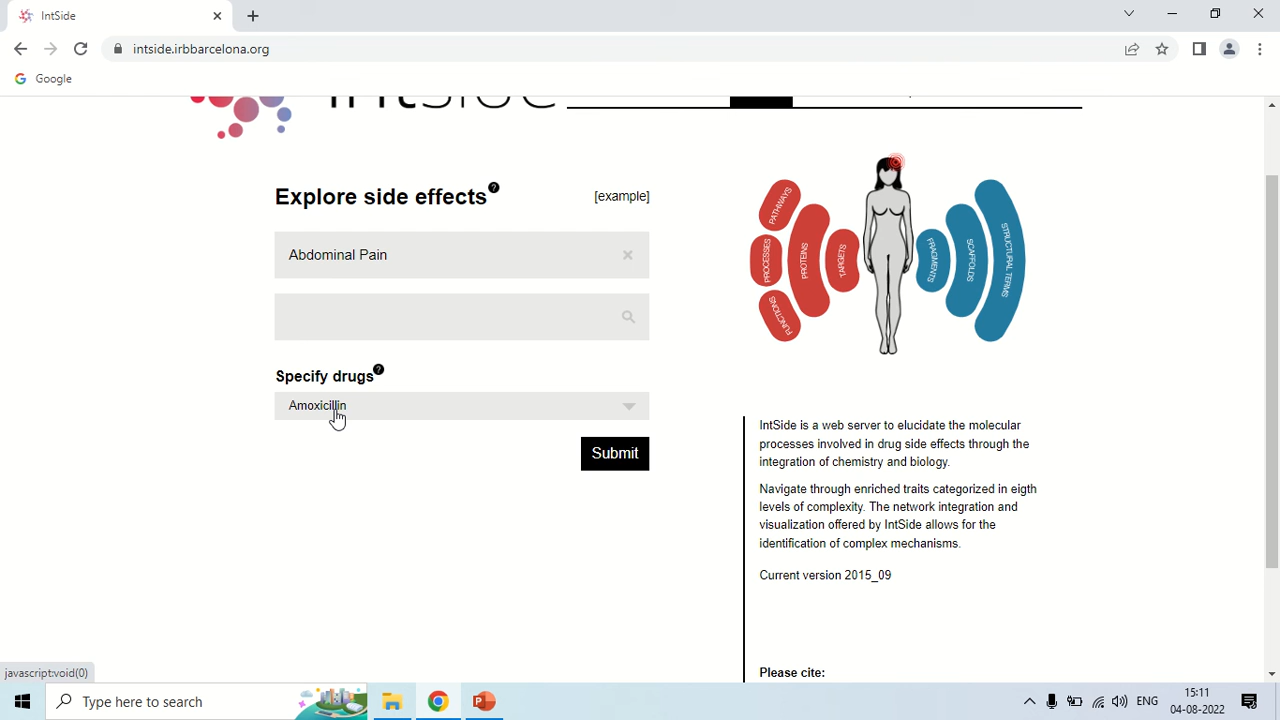 IntSide
intside.irbbarcelona.org
Google
IntSide
Explore side effects?
[example]
Abdominal Pain
Specify drugs?
Amoxicillin
Submit
PATHWAYS
PROCESSES
FUNCTIONS
PROTEINS
TARGETS
FRAGMENTS
SCAFFOLDS
STRUCTURAL TERMS
IntSide is a web server to elucidate the molecular
processes involved in drug side effects through the
integration of chemistry and biology.
Navigate through enriched traits categorized in eigth
levels of complexity. The network integration and
visualization offered by IntSide allows for the
identification of complex mechanisms.
Current version 2015_09
Please cite:
javascript:void(0)
Type here to search
ENG
15:11
04-08-2022